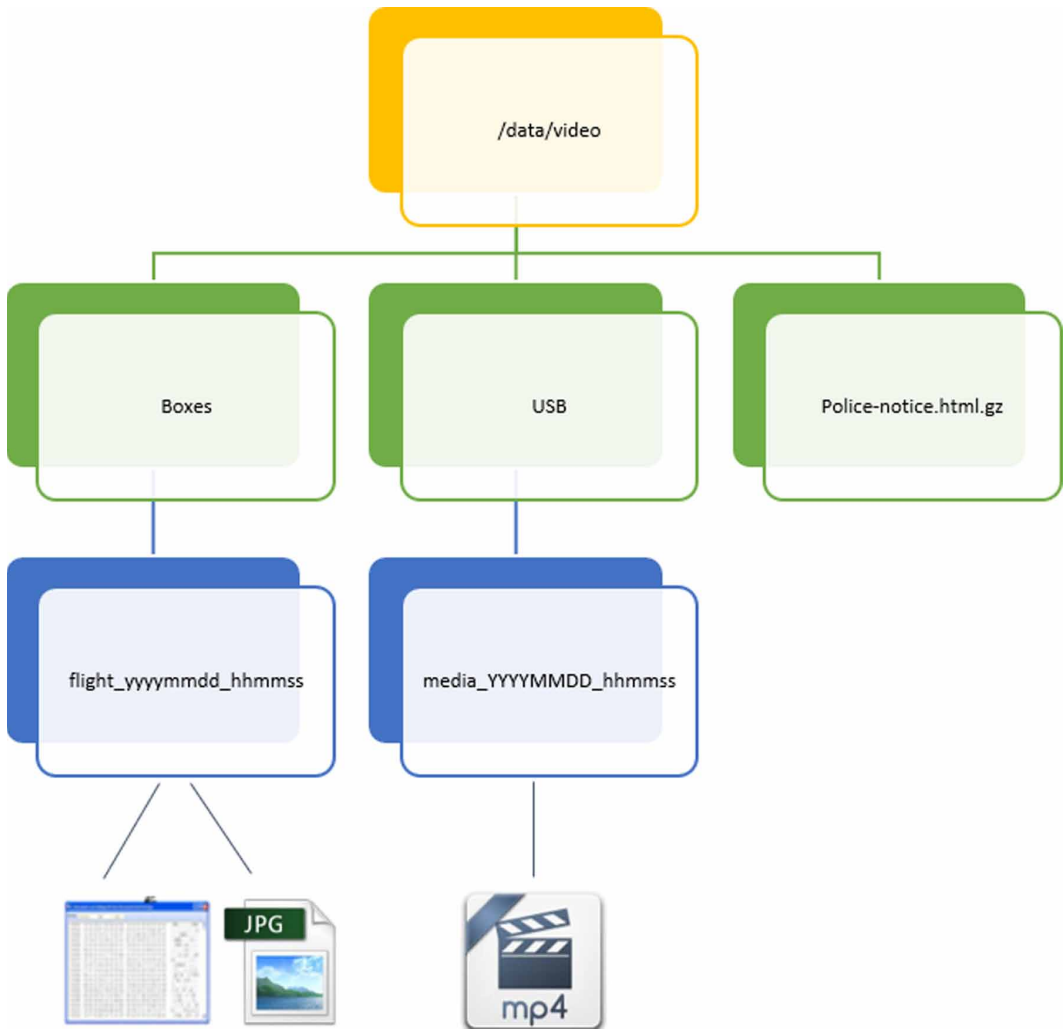 /data/video
Boxes
USB
Police-notice.html.gz
flight_yyyymmdd_hhmmss
media_YYYYMMDD_hhmmss
JPG
mp4